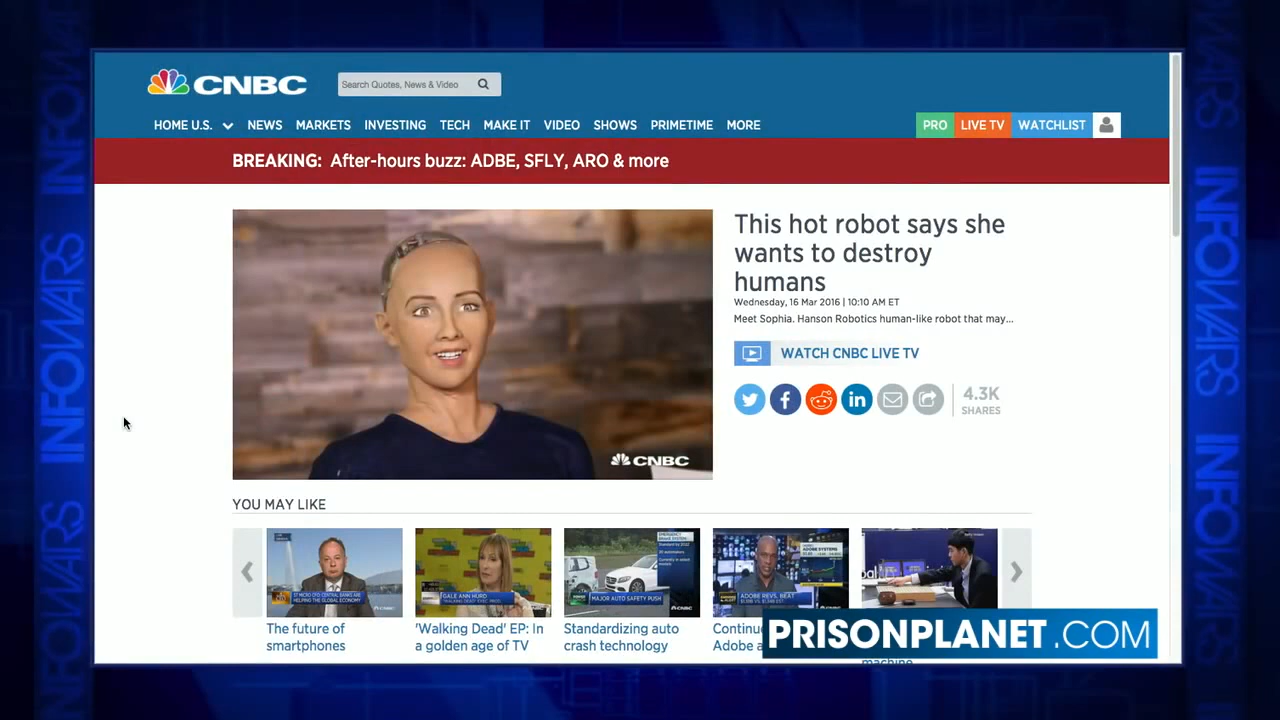 CNBC
Search Quotes, News & Video
HOME U.S. NEWS MARKETS INVESTING TECH MAKE IT VIDEO SHOWS PRIMETIME MORE
PRO LIVE TV WATCHLIST
BREAKING: After-hours buzz: ADBE, SFLY, ARO & more
This hot robot says she
wants to destroy
humans
Wednesday, 16 Mar 2016 | 10:10 AM ET
Meet Sophia. Hanson Robotics human-like robot that may...
WATCH CNBC LIVE TV
4.3K
SHARES
CNBC
YOU MAY LIKE
GALE ANN HURD
MAJOR AUTO SAFETY PUSH
ADOBE REVS. BEAT
The future of
smartphones
'Walking Dead' EP: In
a golden age of TV
Standardizing auto
crash technology
Adobe
machine
PRISONPLANET.COM
INFOWARS
INFOWARS
INFOWARS
INFOWARS